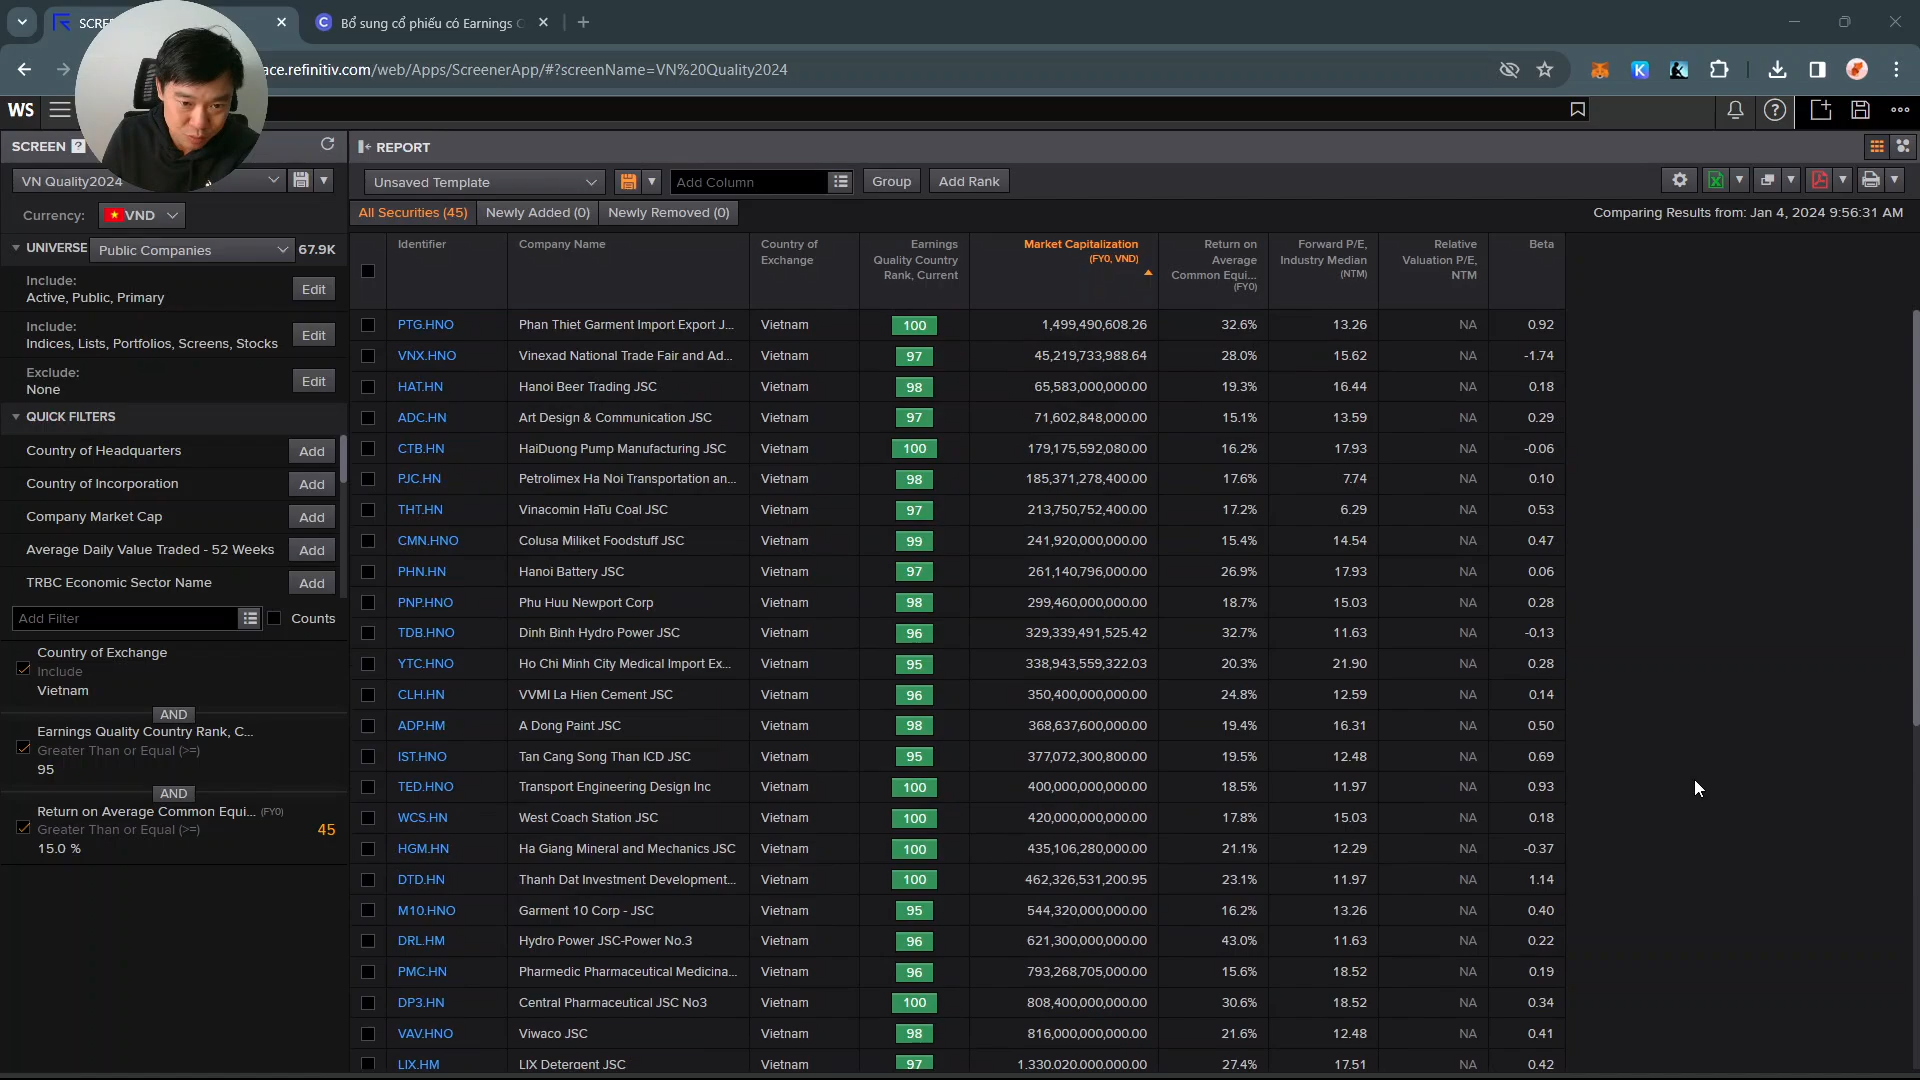 SCREE
Bổ sung cổ phiếu có Earnings
ace.refinitiv.com/web/Apps/ScreenerApp/#?screenName=VN%20Quality2024
WS
SCREEN ?
REPORT
VN Quality2024
Unsaved Template
Add Column
Group
Add Rank
Currency:
VND
All Securities (45)
Newly Added (0)
Newly Removed (0)
Comparing Results from: Jan 4, 2024 9:56:31 AM
UNIVERSE
Public Companies
67.9K
Include:
Active, Public, Primary
Edit
Include:
Indices, Lists, Portfolios, Screens, Stocks
Edit
Exclude:
None
Edit
QUICK FILTERS
Country of Headquarters
Add
Country of Incorporation
Add
Company Market Cap
Add
Average Daily Value Traded - 52 Weeks
Add
TRBC Economic Sector Name
Add
Add Filter
Counts
Country of Exchange
Include
Vietnam
AND
Earnings Quality Country Rank, C...
Greater Than or Equal (>=)
95
AND
Return on Average Common Equi... (FY0)
Greater Than or Equal (>=)
45
15.0 %
Identifier
Company Name
Country of
Exchange
Earnings
Quality Country
Rank, Current
Market Capitalization
(FY0, VND)
Return on
Average
Common Equi...
(FY0)
Forward P/E,
Industry Median
(NTM)
Relative
Valuation P/E,
NTM
Beta
PTG.HNO Phan Thiet Garment Import Export J... Vietnam 100 1,499,490,608.26 32.6% 13.26 NA 0.92
VNX.HNO Vinexad National Trade Fair and Ad... Vietnam 97 45,219,733,988.64 28.0% 15.62 NA -1.74
HAT.HN Hanoi Beer Trading JSC Vietnam 98 65,583,000,000.00 19.3% 16.44 NA 0.18
ADC.HN Art Design & Communication JSC Vietnam 97 71,602,848,000.00 15.1% 13.59 NA 0.29
CTB.HN HaiDuong Pump Manufacturing JSC Vietnam 100 179,175,592,080.00 16.2% 17.93 NA -0.06
PJC.HN Petrolimex Ha Noi Transportation an... Vietnam 98 185,371,278,400.00 17.6% 7.74 NA 0.10
THT.HN Vinacomin HaTu Coal JSC Vietnam 97 213,750,752,400.00 17.2% 6.29 NA 0.53
CMN.HNO Colusa Miliket Foodstuff JSC Vietnam 99 241,920,000,000.00 15.4% 14.54 NA 0.47
PHN.HN Hanoi Battery JSC Vietnam 97 261,140,796,000.00 26.9% 17.93 NA 0.06
PNP.HNO Phu Huu Newport Corp Vietnam 98 299,460,000,000.00 18.7% 15.03 NA 0.28
TDB.HNO Dinh Binh Hydro Power JSC Vietnam 96 329,339,491,525.42 32.7% 11.63 NA -0.13
YTC.HNO Ho Chi Minh City Medical Import Ex... Vietnam 95 338,943,559,322.03 20.3% 21.90 NA 0.28
CLH.HN VVMI La Hien Cement JSC Vietnam 96 350,400,000,000.00 24.8% 12.59 NA 0.14
ADP.HM A Dong Paint JSC Vietnam 98 368,637,600,000.00 19.4% 16.31 NA 0.50
IST.HNO Tan Cang Song Than ICD JSC Vietnam 95 377,072,300,800.00 19.5% 12.48 NA 0.69
TED.HNO Transport Engineering Design Inc Vietnam 100 400,000,000,000.00 18.5% 11.97 NA 0.93
WCS.HN West Coach Station JSC Vietnam 100 420,000,000,000.00 17.8% 15.03 NA 0.18
HGM.HN Ha Giang Mineral and Mechanics JSC Vietnam 100 435,106,280,000.00 21.1% 12.29 NA -0.37
DTD.HN Thanh Dat Investment Development... Vietnam 100 462,326,531,200.95 23.1% 11.97 NA 1.14
M10.HNO Garment 10 Corp - JSC Vietnam 95 544,320,000,000.00 16.2% 13.26 NA 0.40
DRL.HM Hydro Power JSC-Power No.3 Vietnam 96 621,300,000,000.00 43.0% 11.63 NA 0.22
PMC.HN Pharmedic Pharmaceutical Medicina... Vietnam 96 793,268,705,000.00 15.6% 18.52 NA 0.19
DP3.HN Central Pharmaceutical JSC No3 Vietnam 100 808,400,000,000.00 30.6% 18.52 NA 0.34
VAV.HNO Viwaco JSC Vietnam 98 816,000,000,000.00 21.6% 12.48 NA 0.41
LIX.HM LIX Detergent JSC Vietnam 97 1,330,020,000,000.00 27.4% 17.51 NA 0.42